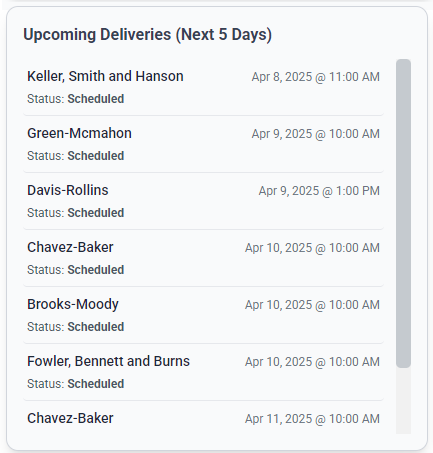 Upcoming Deliveries (Next 5 Days)
Keller, Smith and Hanson Apr 8, 2025 @ 11:00 AM
Status: Scheduled
Green-Mcmahon Apr 9, 2025 @ 10:00 AM
Status: Scheduled
Davis-Rollins Apr 9, 2025 @ 1:00 PM
Status: Scheduled
Chavez-Baker Apr 10, 2025 @ 10:00 AM
Status: Scheduled
Brooks-Moody Apr 10, 2025 @ 10:00 AM
Status: Scheduled
Fowler, Bennett and Burns Apr 10, 2025 @ 10:00 AM
Status: Scheduled
Chavez-Baker Apr 11, 2025 @ 10:00 AM